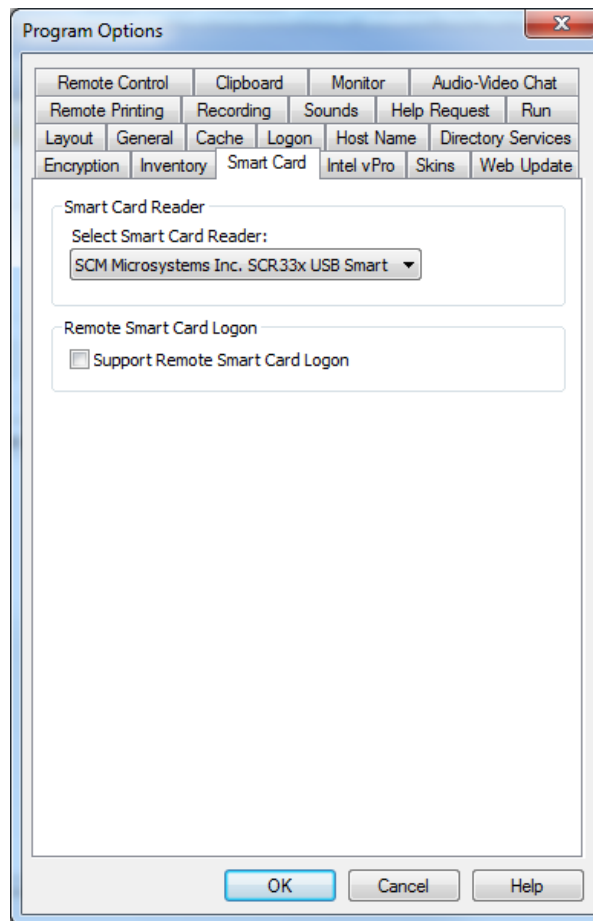 Program Options
Remote Control Clipboard Monitor Audio-Video Chat
Remote Printing Recording Sounds Help Request Run
Layout General Cache Logon Host Name Directory Services
Encryption Inventory Smart Card Intel vPro Skins Web Update
Smart Card Reader
Select Smart Card Reader:
SCM Microsystems Inc. SCR33x USB Smart
Remote Smart Card Logon
Support Remote Smart Card Logon
OK Cancel Help